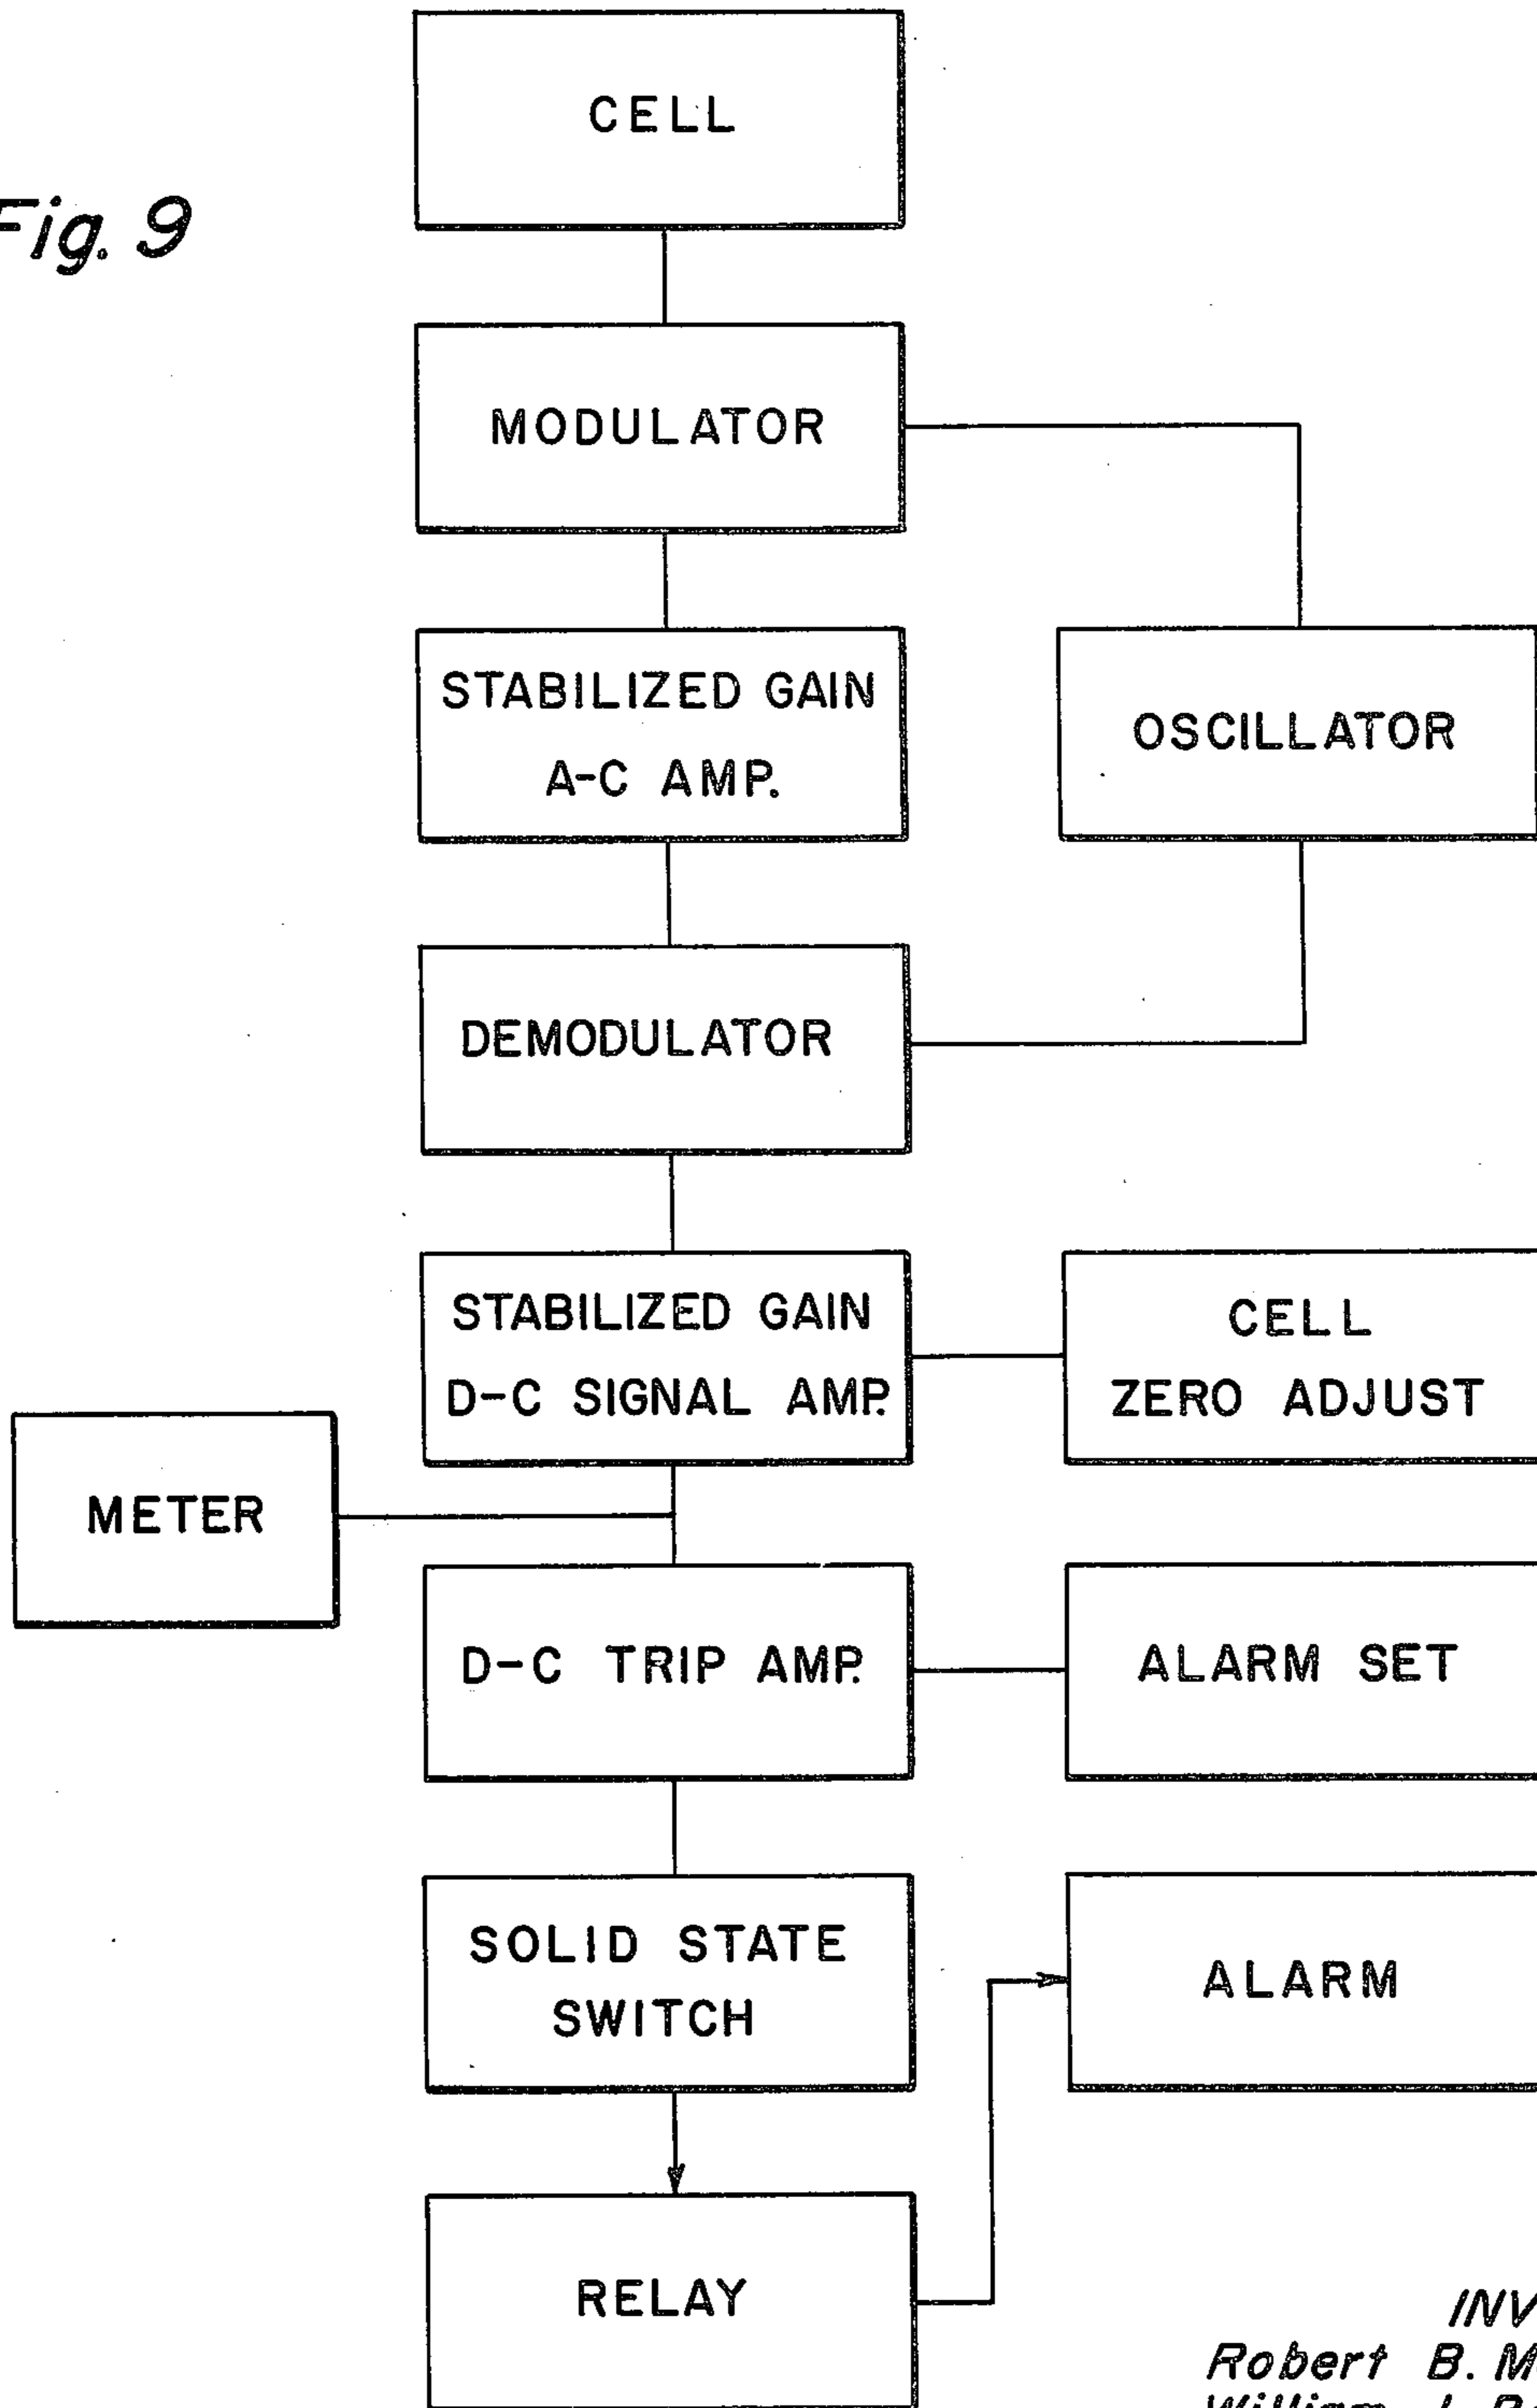 Fig. 9
CELL
MODULATOR
STABILIZED GAIN
A-C AMP.
OSCILLATOR
DEMODULATOR
STABILIZED GAIN
D-C SIGNAL AMP.
CELL
ZERO ADJUST
METER
D-C TRIP AMP.
ALARM SET
SOLID STATE
SWITCH
ALARM
RELAY
Robert B.